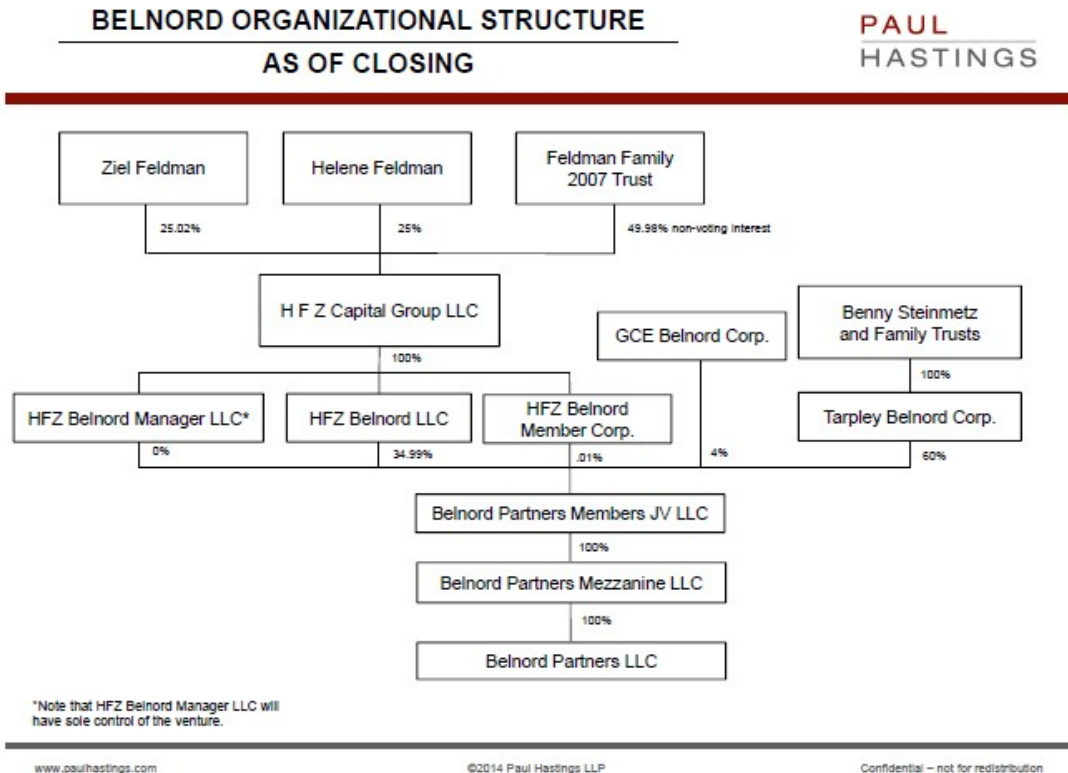 BELNORD ORGANIZATIONAL STRUCTURE
AS OF CLOSING
PAUL
HASTINGS
Ziel Feldman
Helene Feldman
Feldman Family
2007 Trust
25.02%
25%
49.98% non-voting interest
H F Z Capital Group LLC
GCE Belnord Corp.
Benny Steinmetz
and Family Trusts
100%
100%
HFZ Belnord Manager LLC*
HFZ Belnord LLC
HFZ Belnord
Member Corp.
Tarpley Belnord Corp.
0%
34.99%
.01%
4%
60%
Belnord Partners Members JV LLC
100%
Belnord Partners Mezzanine LLC
100%
Belnord Partners LLC
*Note that HFZ Belnord Manager LLC will
have sole control of the venture.
www.paulhastings.com
©2014 Paul Hastings LLP
Confidential – not for redistribution